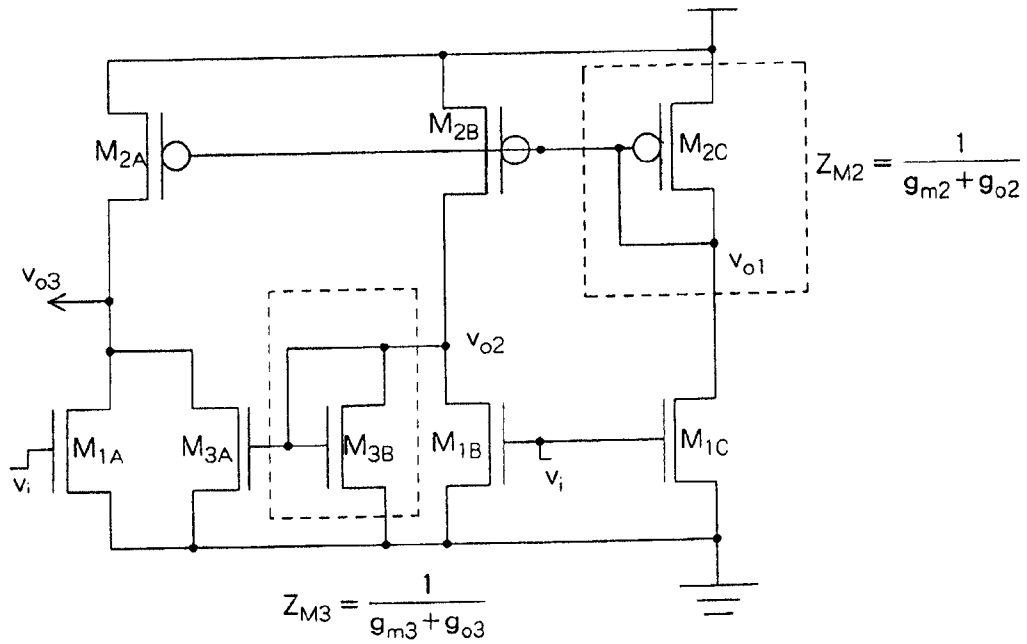 M2A
M2B
M2C
ZM2 = 1 / (gm2 + go2)
vo1
vo3
vo2
M1A
M3A
M3B
M1B
M1C
vi
vi
ZM3 = 1 / (gm3 + go3)